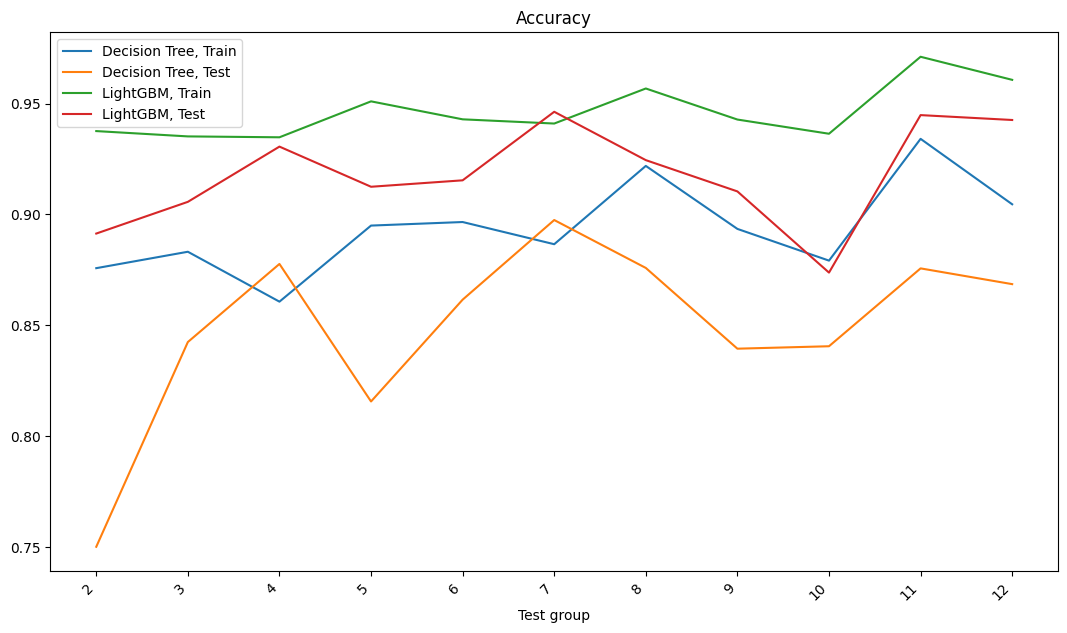 Accuracy
Decision Tree, Train
Decision Tree, Test
LightGBM, Train
LightGBM, Test
0.95
0.90
0.85
0.80
0.75
2 3 4 5 6 7 8 9 10 11 12
Test group